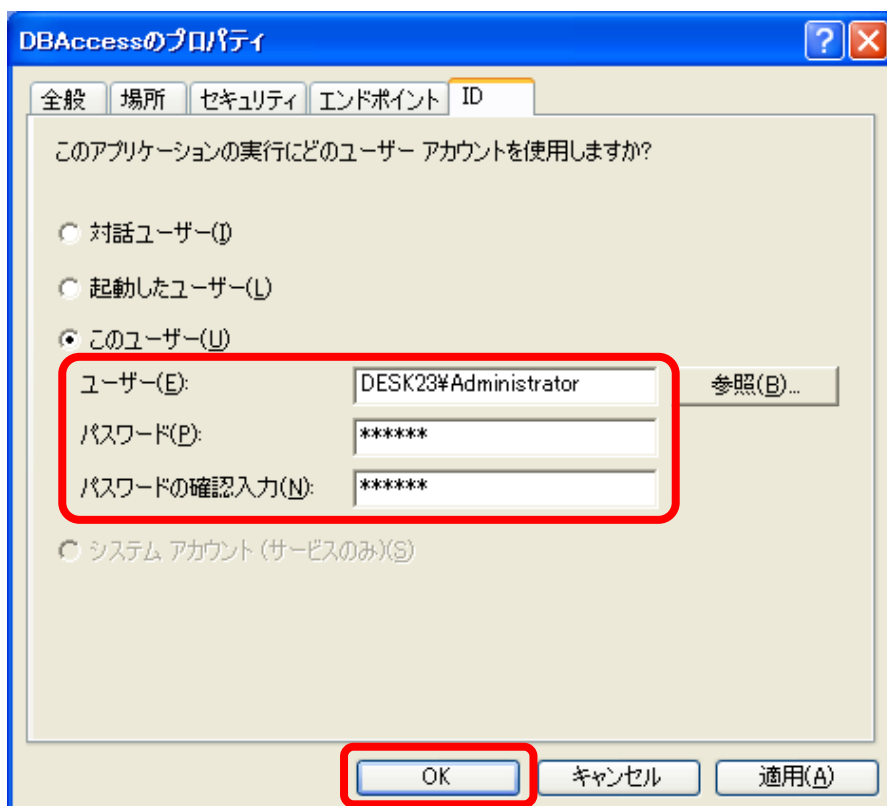 DBAccessのプロパティ
全般 場所 セキュリティ エンドポイント ID
このアプリケーションの実行にどのユーザー アカウントを使用しますか?
対話ユーザー(I)
起動したユーザー(L)
このユーザー(U)
ユーザー(E): DESK23¥Administrator 参照(B)...
パスワード(P): ******
パスワードの確認入力(N): ******
システム アカウント (サービスのみ)(S)
OK キャンセル 適用(A)